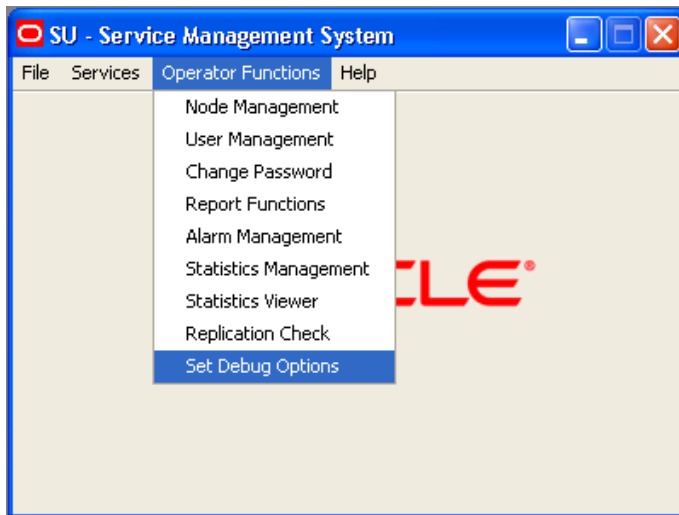 SU - Service Management System
File Services Operator Functions Help
Node Management
User Management
Change Password
Report Functions
Alarm Management
Statistics Management
Statistics Viewer
Replication Check
Set Debug Options
CLE®